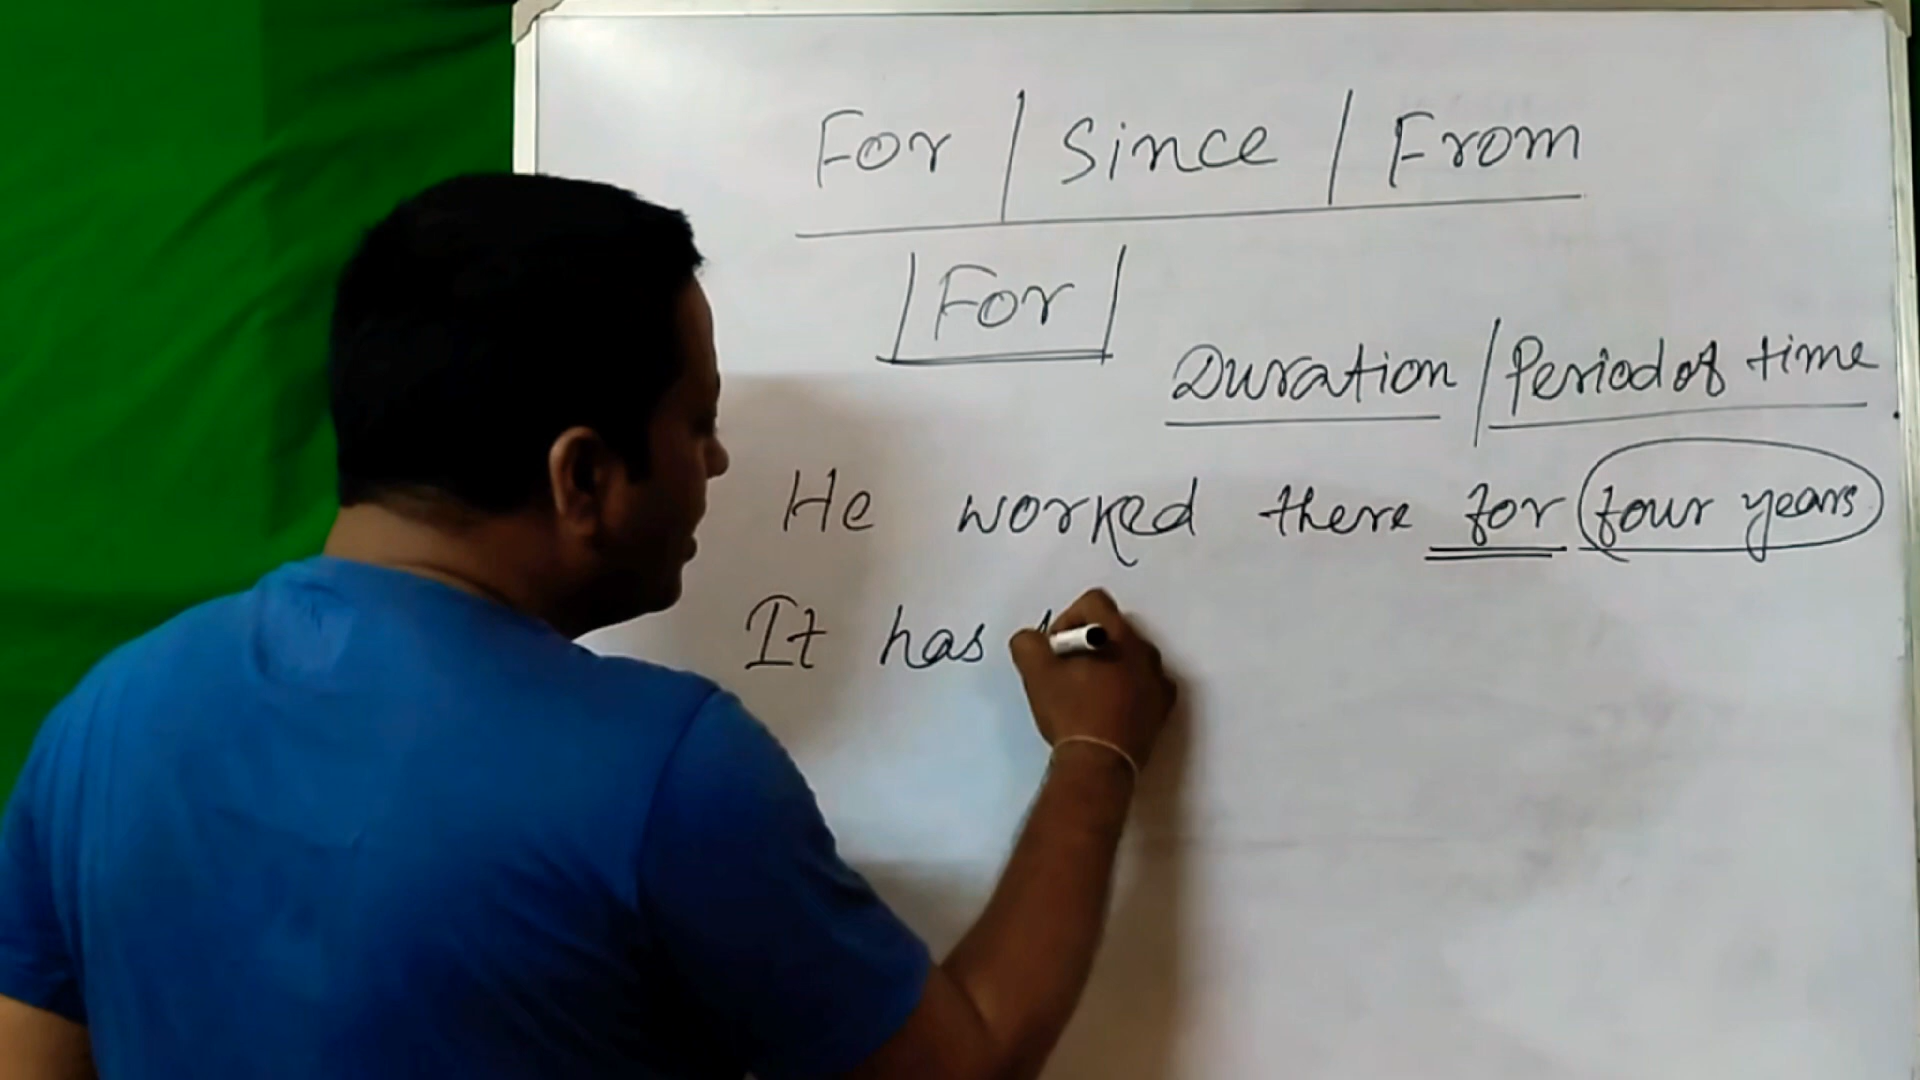 For / Since / From
For
Duration / Period of time
He worked there for four years
It has